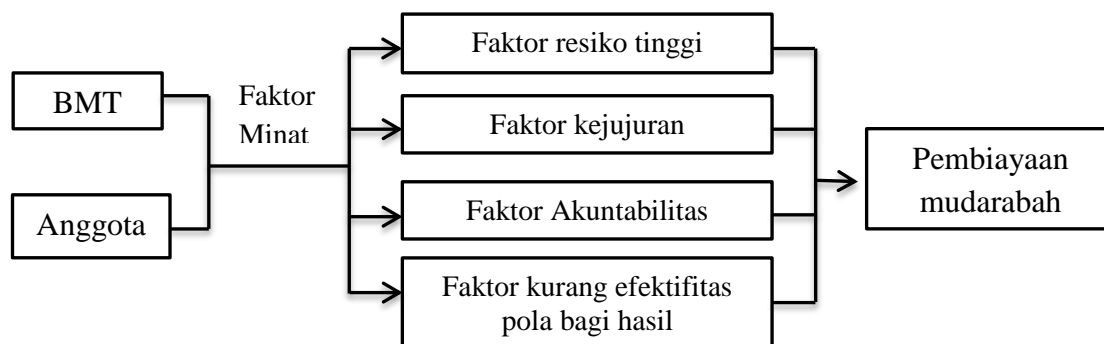 BMT
Anggota
Faktor
Minat
Faktor resiko tinggi
Faktor kejujuran
Faktor Akuntabilitas
Faktor kurang efektifitas
pola bagi hasil
Pembiayaan
mudarabah